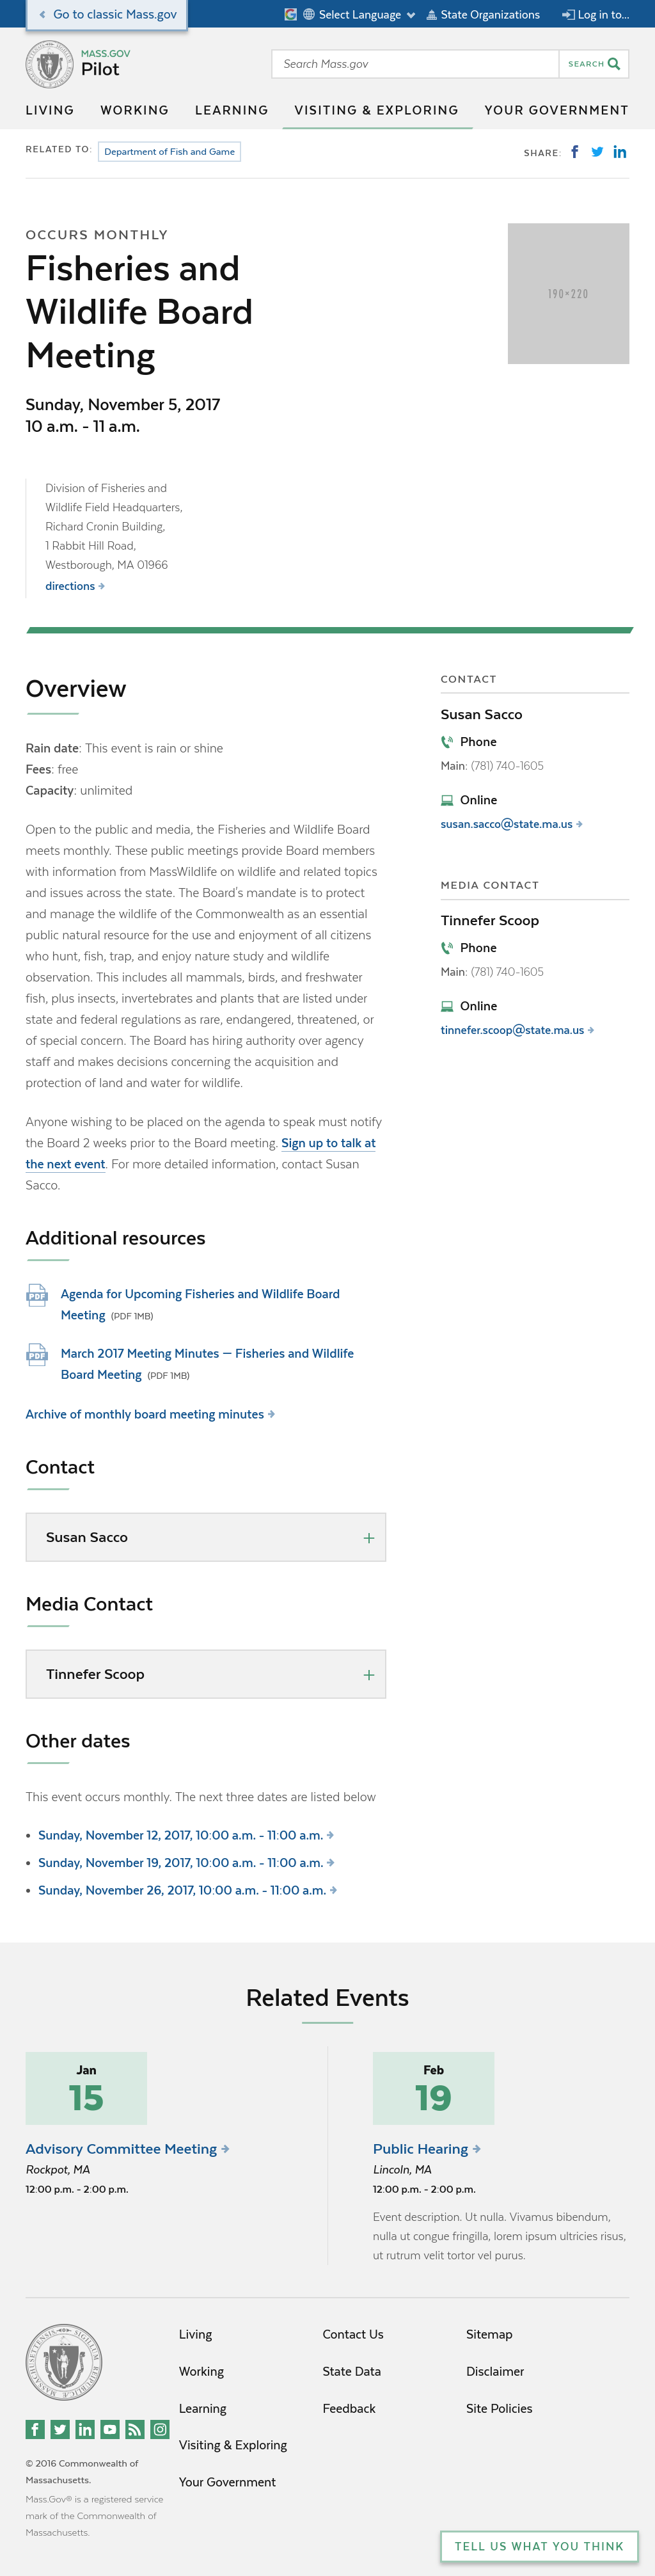 Go to classic Mass.gov
Select Language
State Organizations
Log in to...
MASS.GOV
Pilot
Search Mass.gov
SEARCH
LIVING WORKING LEARNING VISITING & EXPLORING YOUR GOVERNMENT
RELATED TO: Department of Fish and Game
SHARE:
OCCURS MONTHLY
Fisheries and
Wildlife Board
Meeting
190×220
Sunday, November 5, 2017
10 a.m. - 11 a.m.
Division of Fisheries and
Wildlife Field Headquarters,
Richard Cronin Building,
1 Rabbit Hill Road,
Westborough, MA 01966
directions
Overview
Rain date: This event is rain or shine
Fees: free
Capacity: unlimited
Open to the public and media, the Fisheries and Wildlife Board
meets monthly. These public meetings provide Board members
with information from MassWildlife on wildlife and related topics
and issues across the state. The Board's mandate is to protect
and manage the wildlife of the Commonwealth as an essential
public natural resource for the use and enjoyment of all citizens
who hunt, fish, trap, and enjoy nature study and wildlife
observation. This includes all mammals, birds, and freshwater
fish, plus insects, invertebrates and plants that are listed under
state and federal regulations as rare, endangered, threatened, or
of special concern. The Board has hiring authority over agency
staff and makes decisions concerning the acquisition and
protection of land and water for wildlife.
Anyone wishing to be placed on the agenda to speak must notify
the Board 2 weeks prior to the Board meeting. Sign up to talk at
the next event. For more detailed information, contact Susan
Sacco.
CONTACT
Susan Sacco
Phone
Main: (781) 740-1605
Online
susan.sacco@state.ma.us
MEDIA CONTACT
Tinnefer Scoop
Phone
Main: (781) 740-1605
Online
tinnefer.scoop@state.ma.us
Additional resources
PDF
Agenda for Upcoming Fisheries and Wildlife Board
Meeting (PDF 1MB)
PDF
March 2017 Meeting Minutes — Fisheries and Wildlife
Board Meeting (PDF 1MB)
Archive of monthly board meeting minutes
Contact
Susan Sacco
Media Contact
Tinnefer Scoop
Other dates
This event occurs monthly. The next three dates are listed below
• Sunday, November 12, 2017, 10:00 a.m. - 11:00 a.m.
• Sunday, November 19, 2017, 10:00 a.m. - 11:00 a.m.
• Sunday, November 26, 2017, 10:00 a.m. - 11:00 a.m.
Related Events
Jan
15
Advisory Committee Meeting
Rockpot, MA
12:00 p.m. - 2:00 p.m.
Feb
19
Public Hearing
Lincoln, MA
12:00 p.m. - 2:00 p.m.
Event description. Ut nulla. Vivamus bibendum,
nulla ut congue fringilla, lorem ipsum ultricies risus,
ut rutrum velit tortor vel purus.
Living
Working
Learning
Visiting & Exploring
Your Government
Contact Us
State Data
Feedback
Sitemap
Disclaimer
Site Policies
© 2016 Commonwealth of
Massachusetts.
Mass.Gov® is a registered service
mark of the Commonwealth of
Massachusetts.
TELL US WHAT YOU THINK